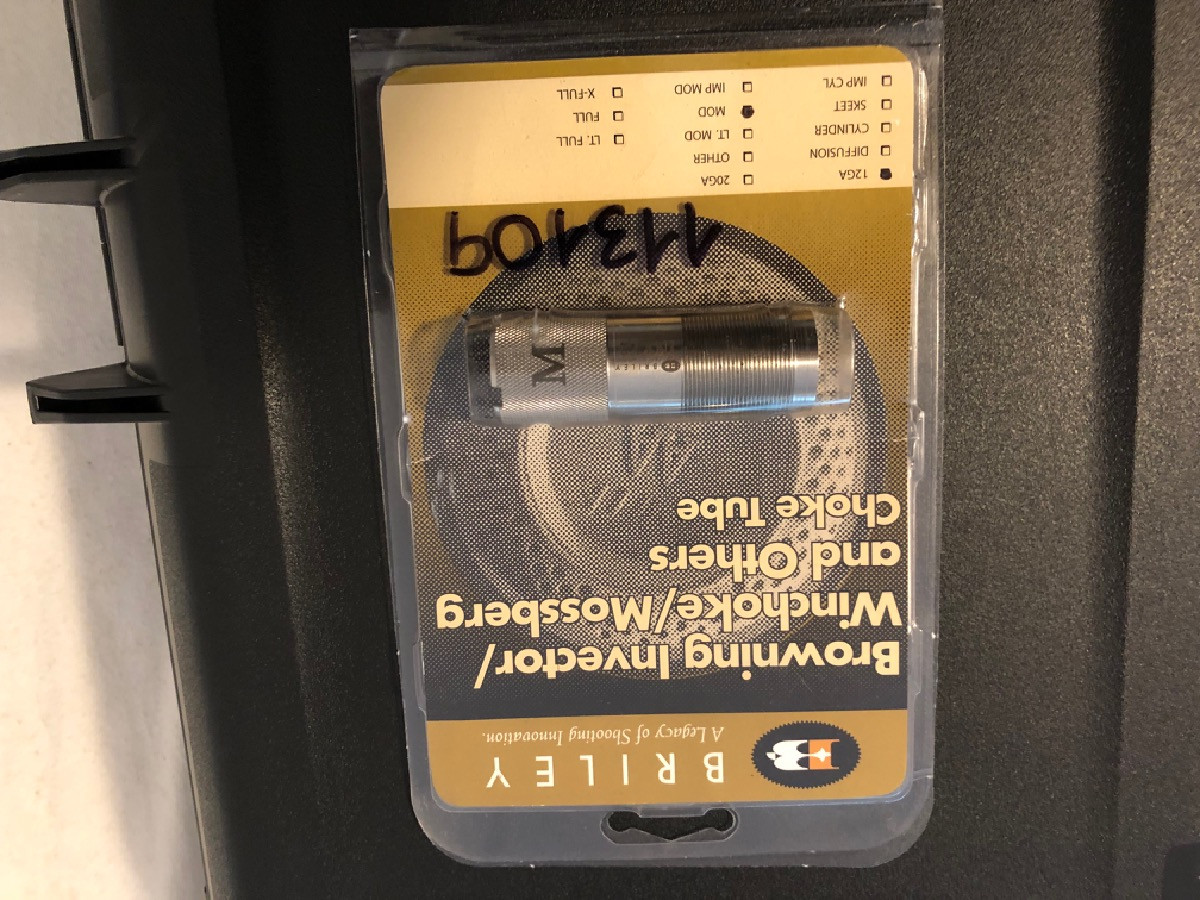 BRILEY
A Legacy of Shooting Innovation.
Browning Invector/
Winchoke/Mossberg
and Others
Choke Tube
BRILEY
M
113109
12GA
DIFFUSION
CYLINDER
SKEET
IMP CYL
20GA
OTHER
LT. MOD
MOD
IMP MOD
LT. FULL
FULL
X-FULL